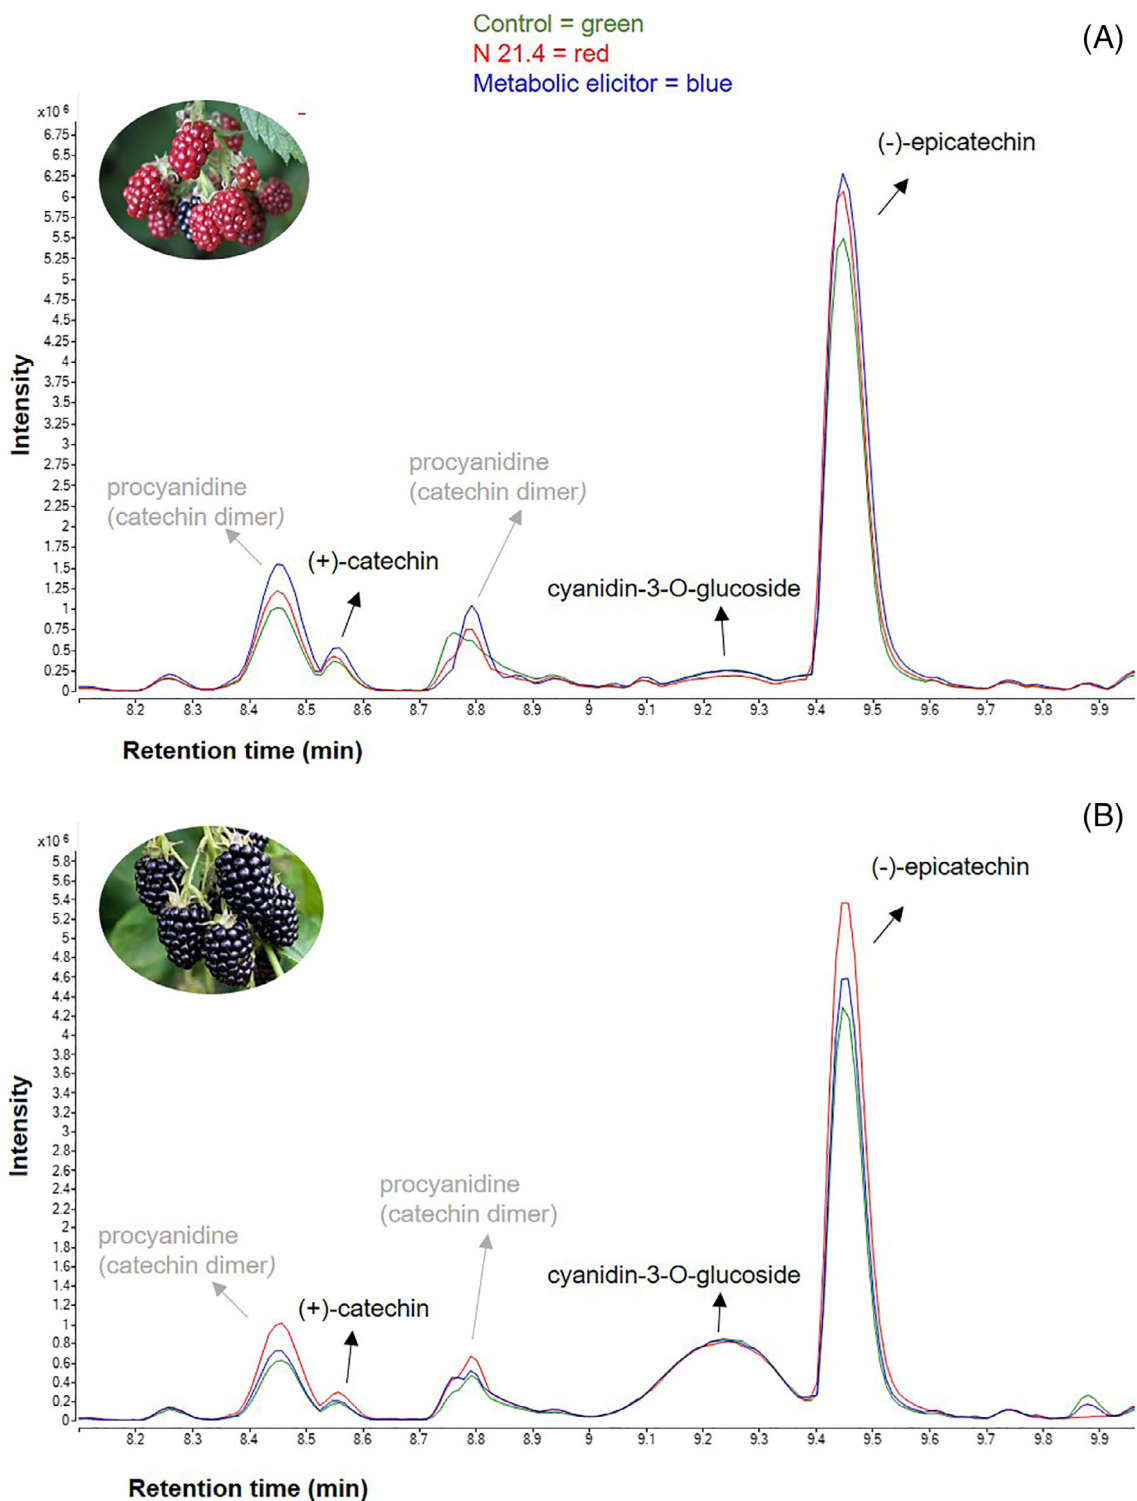 Control = green
(A)
N 21.4 = red
Metabolic elicitor = blue
x10 6
6.75
6.5
6.25
6
5.75
5.5
5.25
5
4.75
4.5
4.25
4
3.75
3.5
3.25
3
2.75
2.5
2.25
2
1.75
1.5
1.25
1
0.75
0.5
0.25
0
Intensity
(-)-epicatechin
procyanidine
(catechin dimer)
procyanidine
(catechin dimer)
(+)-catechin
cyanidin-3-O-glucoside
8.2 8.3 8.4 8.5 8.6 8.7 8.8 8.9 9 9.1 9.2 9.3 9.4 9.5 9.6 9.7 9.8 9.9
Retention time (min)
(B)
x10 6
5.8
5.6
5.4
5.2
5
4.8
4.6
4.4
4.2
4
3.8
3.6
3.4
3.2
3
2.8
2.6
2.4
2.2
2
1.8
1.6
1.4
1.2
1
0.8
0.6
0.4
0.2
0
Intensity
(-)-epicatechin
procyanidine
(catechin dimer)
procyanidine
(catechin dimer)
cyanidin-3-O-glucoside
(+)-catechin
8.2 8.3 8.4 8.5 8.6 8.7 8.8 8.9 9 9.1 9.2 9.3 9.4 9.5 9.6 9.7 9.8 9.9
Retention time (min)